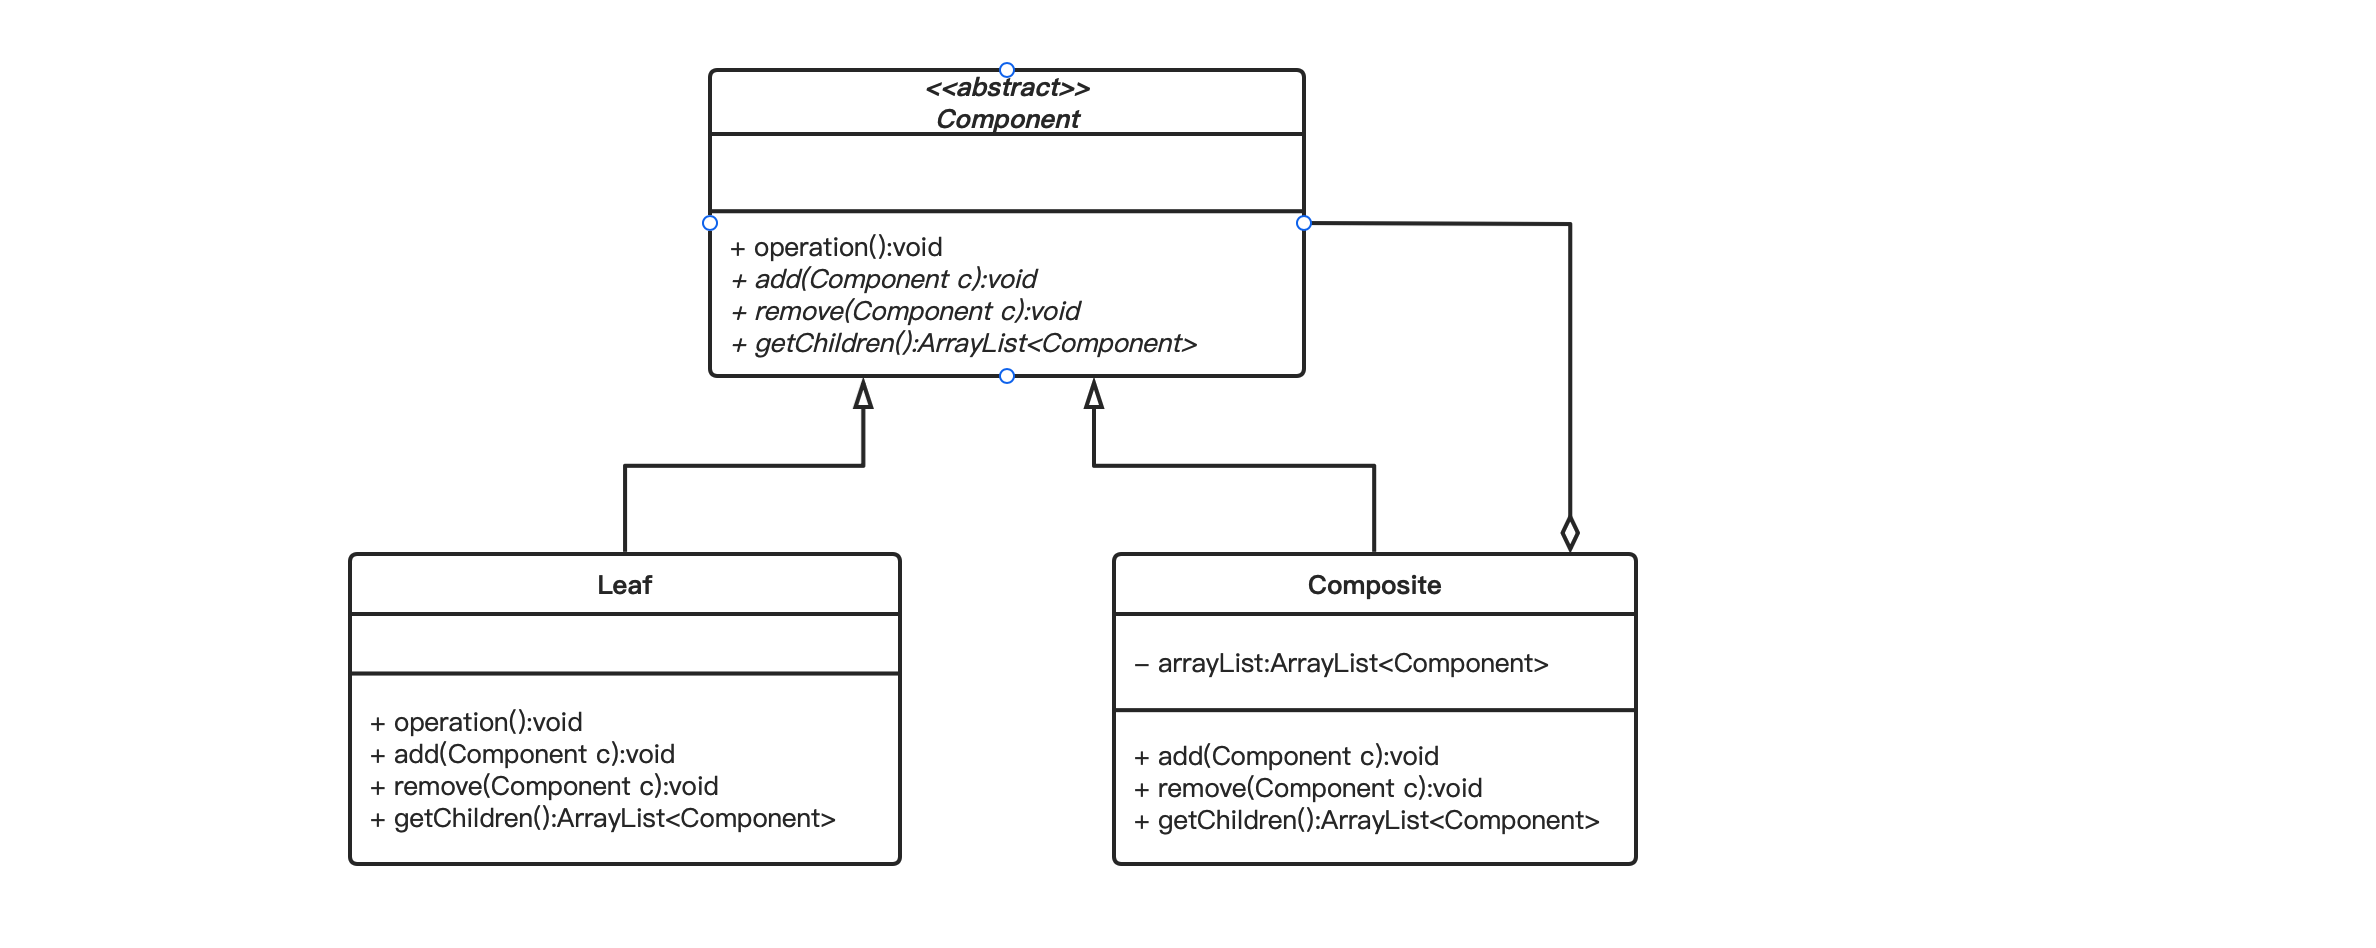 <<abstract>>
Component
+ operation():void
+ add(Component c):void
+ remove(Component c):void
+ getChildren():ArrayList<Component>
Leaf
+ operation():void
+ add(Component c):void
+ remove(Component c):void
+ getChildren():ArrayList<Component>
Composite
– arrayList:ArrayList<Component>
+ add(Component c):void
+ remove(Component c):void
+ getChildren():ArrayList<Component>